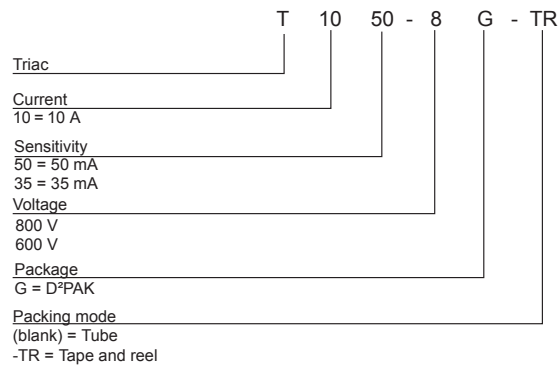 T 10 50 - 8 G - TR
Triac
Current
10 = 10 A
Sensitivity
50 = 50 mA
35 = 35 mA
Voltage
800 V
600 V
Package
G = D²PAK
Packing mode
(blank) = Tube
-TR = Tape and reel